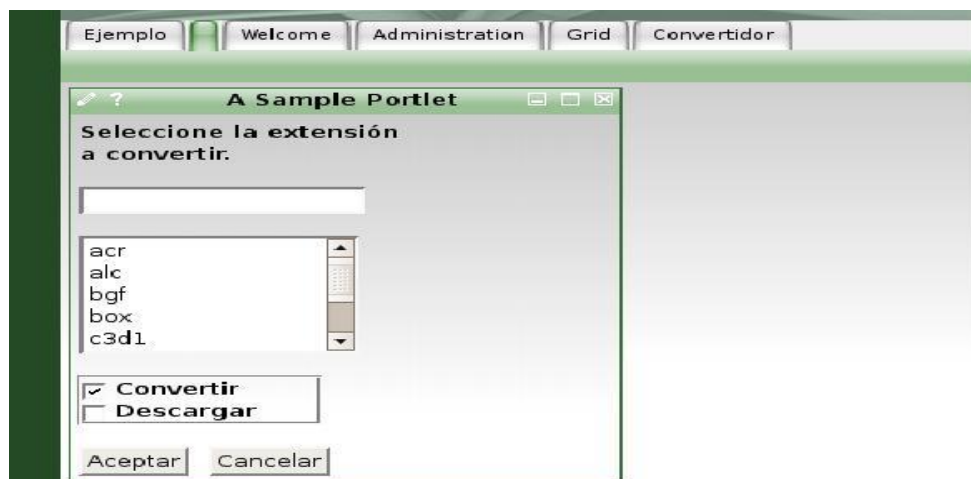 Ejemplo Welcome Administration Grid Convertidor
? A Sample Portlet
Seleccione la extensión
a convertir.
acr
alc
bgf
box
c3d1
Convertir
Descargar
Aceptar Cancelar